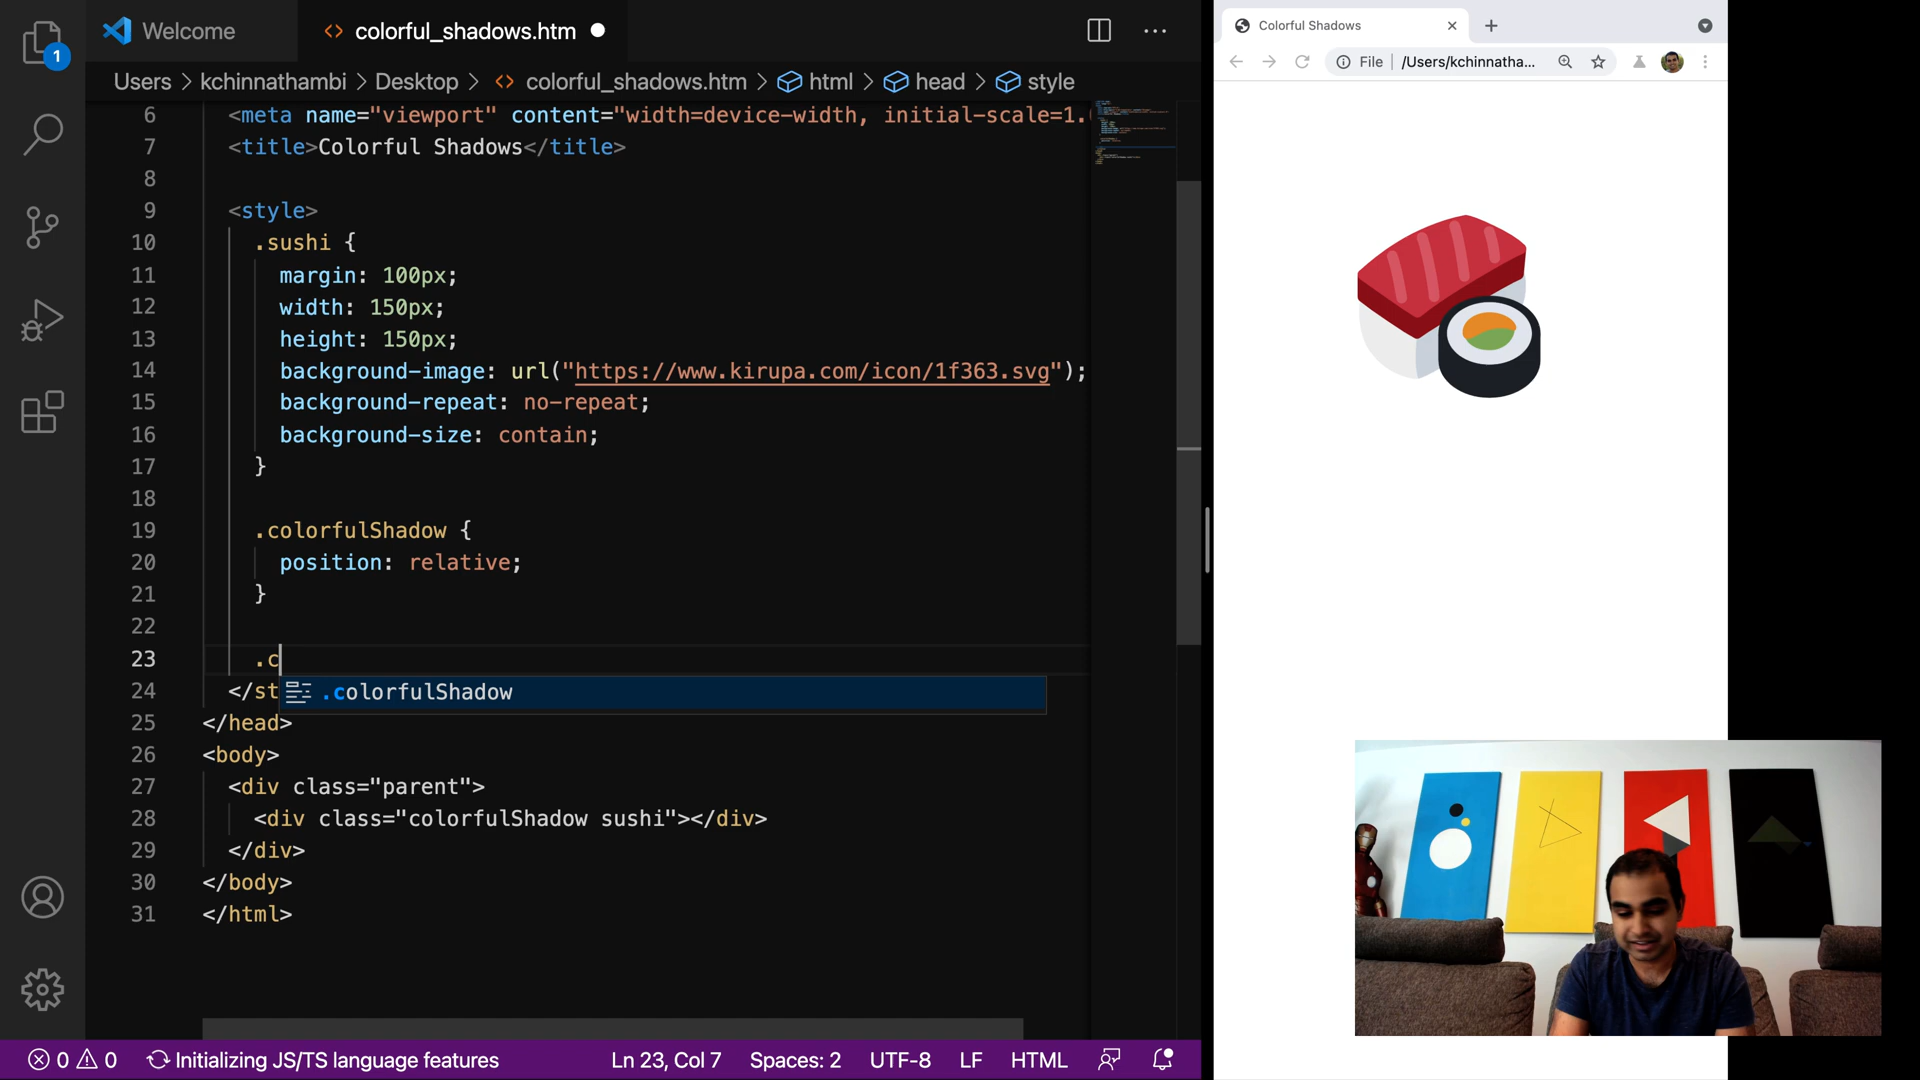 1
Welcome
<> colorful_shadows.htm
Users > kchinnathambi > Desktop > <> colorful_shadows.htm > html > head > style
6 <meta name="viewport" content="width=device-width, initial-scale=1.
7 <title>Colorful Shadows</title>
8
9 <style>
10 .sushi {
11 margin: 100px;
12 width: 150px;
13 height: 150px;
14 background-image: url("https://www.kirupa.com/icon/1f363.svg");
15 background-repeat: no-repeat;
16 background-size: contain;
17 }
18
19 .colorfulShadow {
20 position: relative;
21 }
22
23 .c
24 </st
.colorfulShadow
25 </head>
26 <body>
27 <div class="parent">
28 <div class="colorfulShadow sushi"></div>
29 </div>
30 </body>
31 </html>
0 0 Initializing JS/TS language features Ln 23, Col 7 Spaces: 2 UTF-8 LF HTML
Colorful Shadows
File | /Users/kchinnatha...